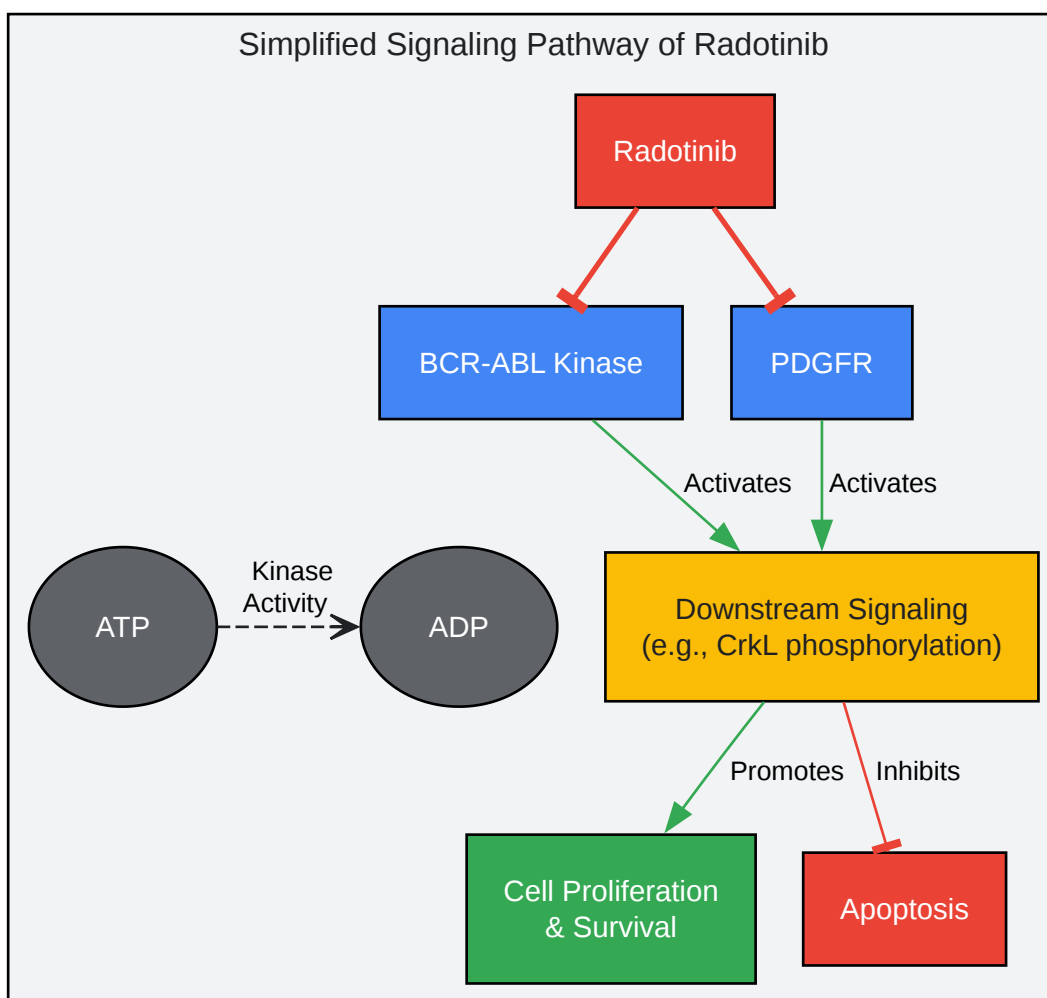 Simplified Signaling Pathway of Radotinib
Radotinib
BCR-ABL Kinase
PDGFR
Activates
Activates
Kinase
Activity
ATP
ADP
Downstream Signaling
(e.g., CrkL phosphorylation)
Promotes
Inhibits
Cell Proliferation
& Survival
Apoptosis